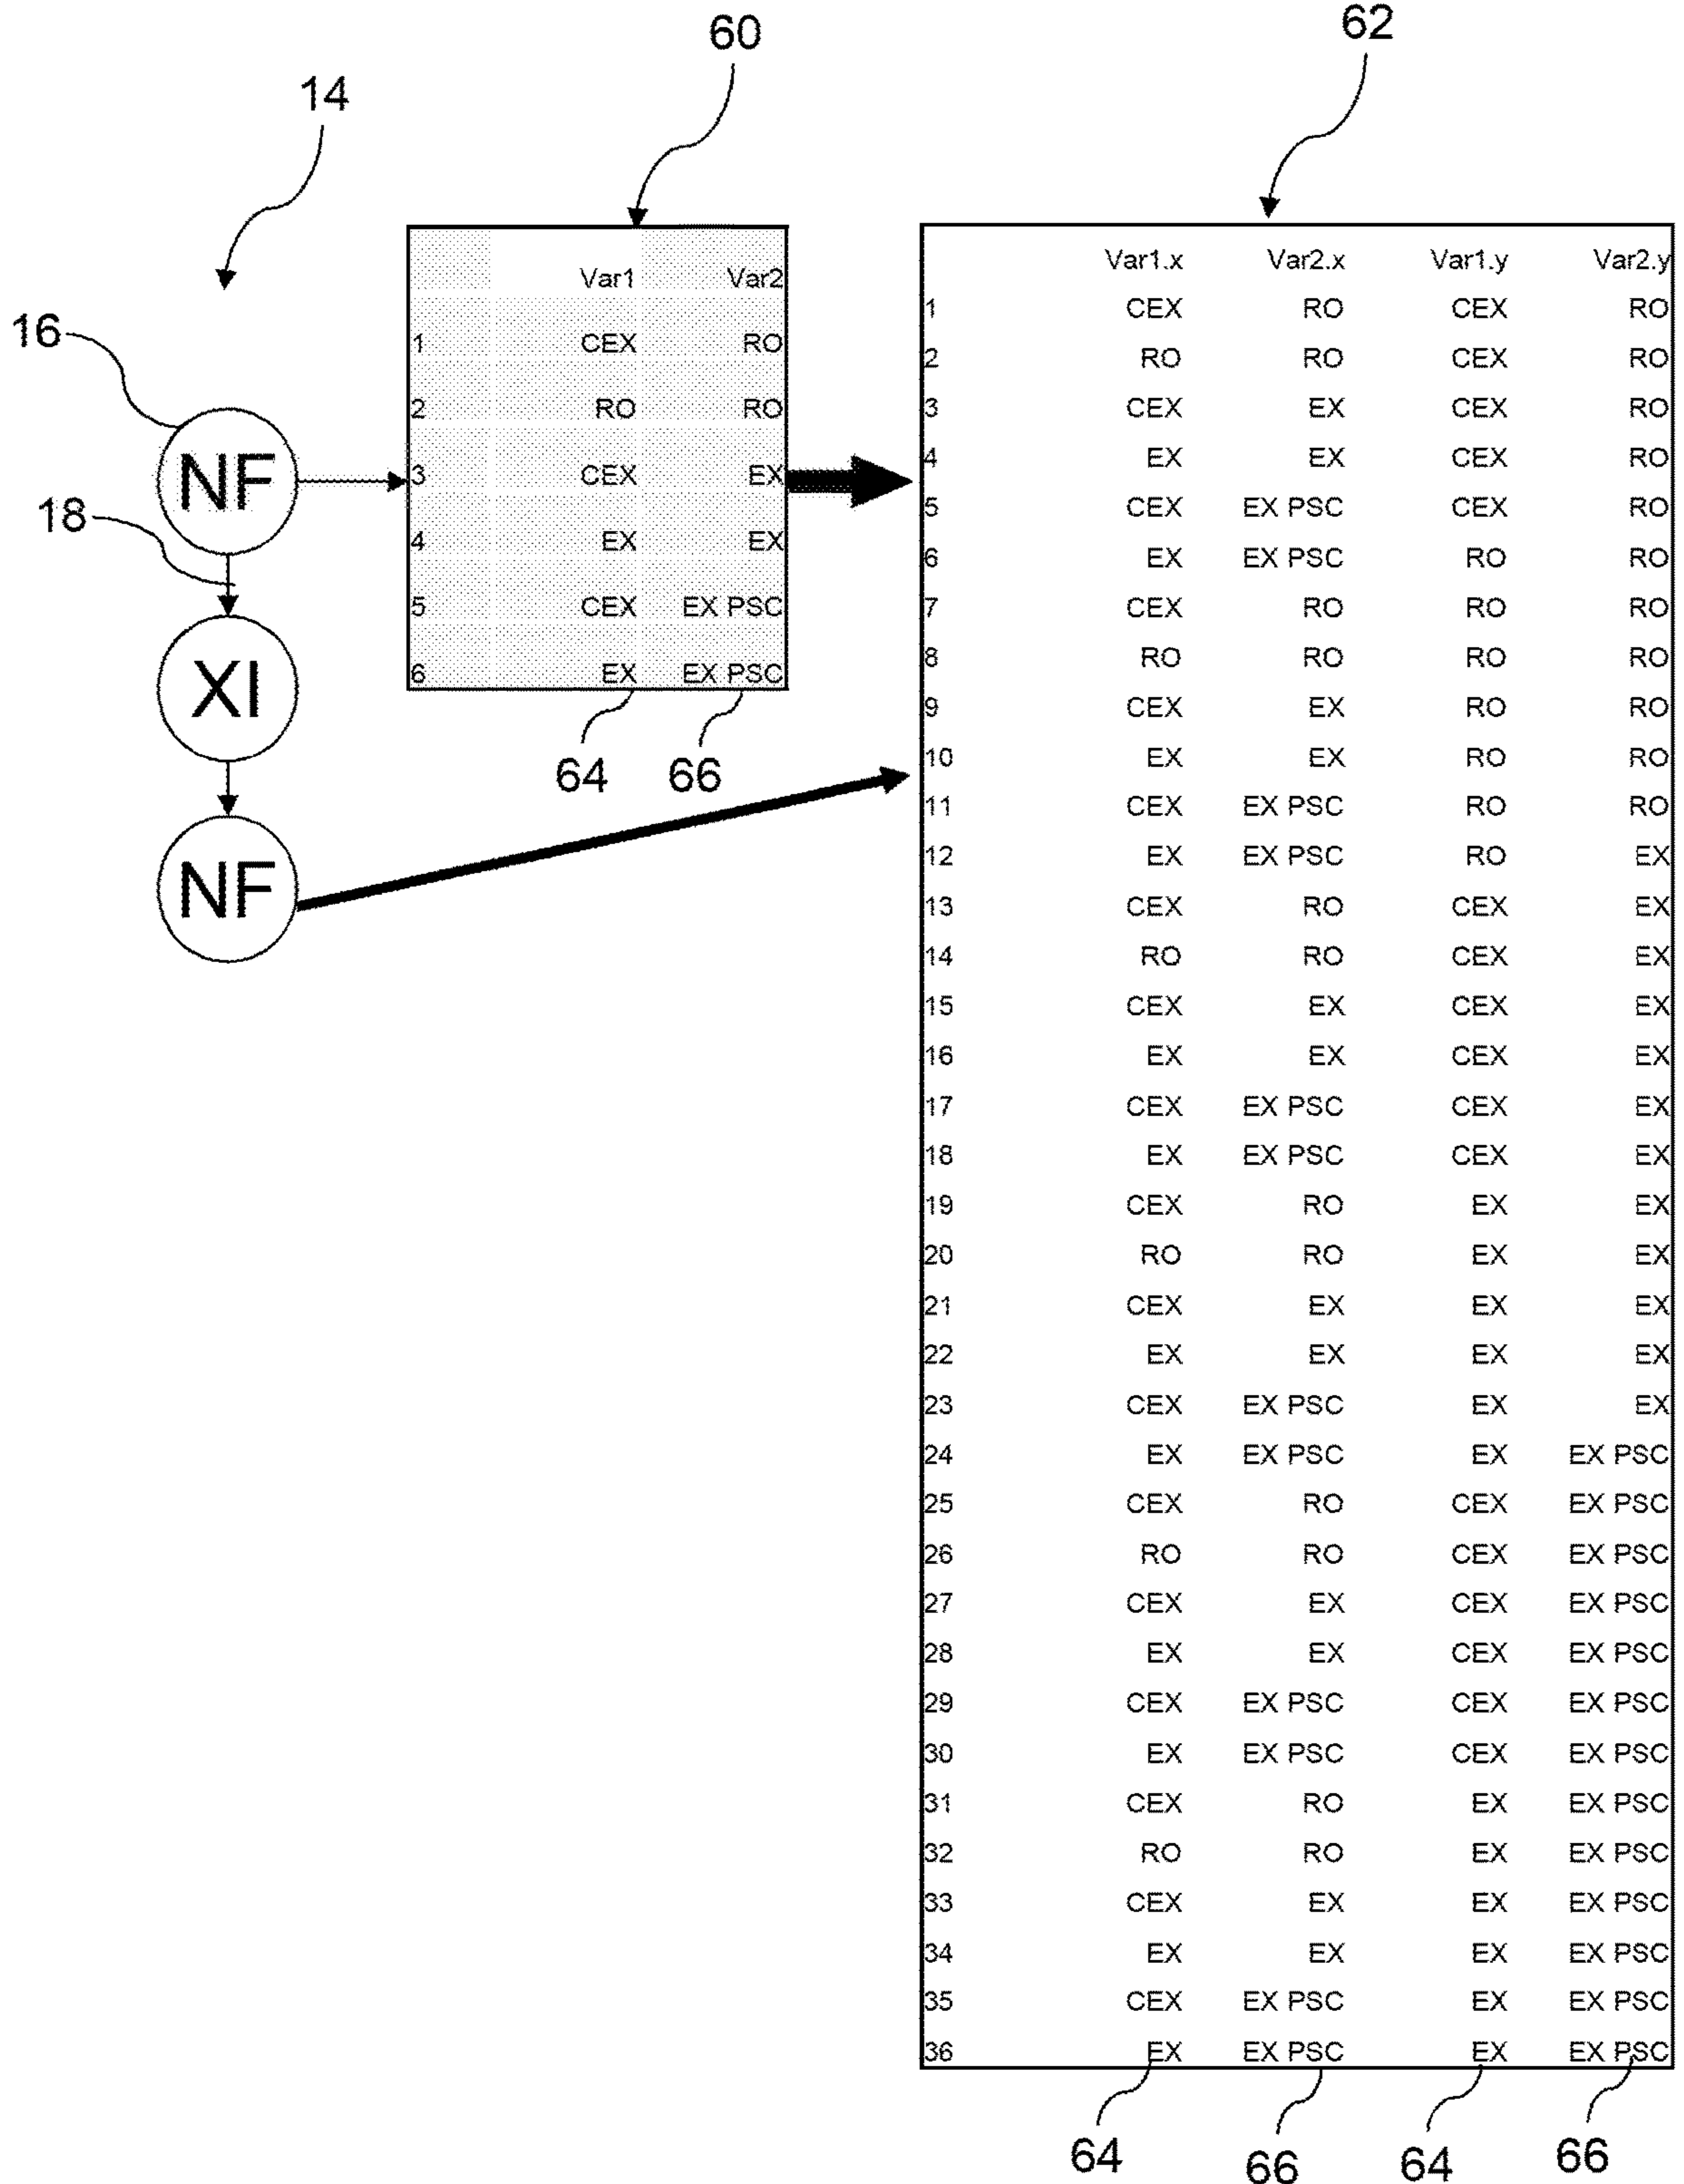 60
62
14
16
NF
18
XI
NF
Var1 Var2
1 CEX RO
2 RO RO
3 CEX EX
4 EX EX
5 CEX EX PSC
6 EX EX PSC
64 66
Var1.x Var2.x Var1.y Var2.y
1 CEX RO CEX RO
2 RO RO CEX RO
3 CEX EX CEX RO
4 EX EX CEX RO
5 CEX EX PSC CEX RO
6 EX EX PSC RO RO
7 CEX RO RO RO
8 RO RO RO RO
9 CEX EX RO RO
10 EX EX RO RO
11 CEX EX PSC RO RO
12 EX EX PSC RO EX
13 CEX RO CEX EX
14 RO RO CEX EX
15 CEX EX CEX EX
16 EX EX CEX EX
17 CEX EX PSC CEX EX
18 EX EX PSC CEX EX
19 CEX RO EX EX
20 RO RO EX EX
21 CEX EX EX EX
22 EX EX EX EX
23 CEX EX PSC EX EX
24 EX EX PSC EX EX PSC
25 CEX RO CEX EX PSC
26 RO RO CEX EX PSC
27 CEX EX CEX EX PSC
28 EX EX CEX EX PSC
29 CEX EX PSC CEX EX PSC
30 EX EX PSC CEX EX PSC
31 CEX RO EX EX PSC
32 RO RO EX EX PSC
33 CEX EX EX EX PSC
34 EX EX EX EX PSC
35 CEX EX PSC EX EX PSC
36 EX EX PSC EX EX PSC
64 66 64 66